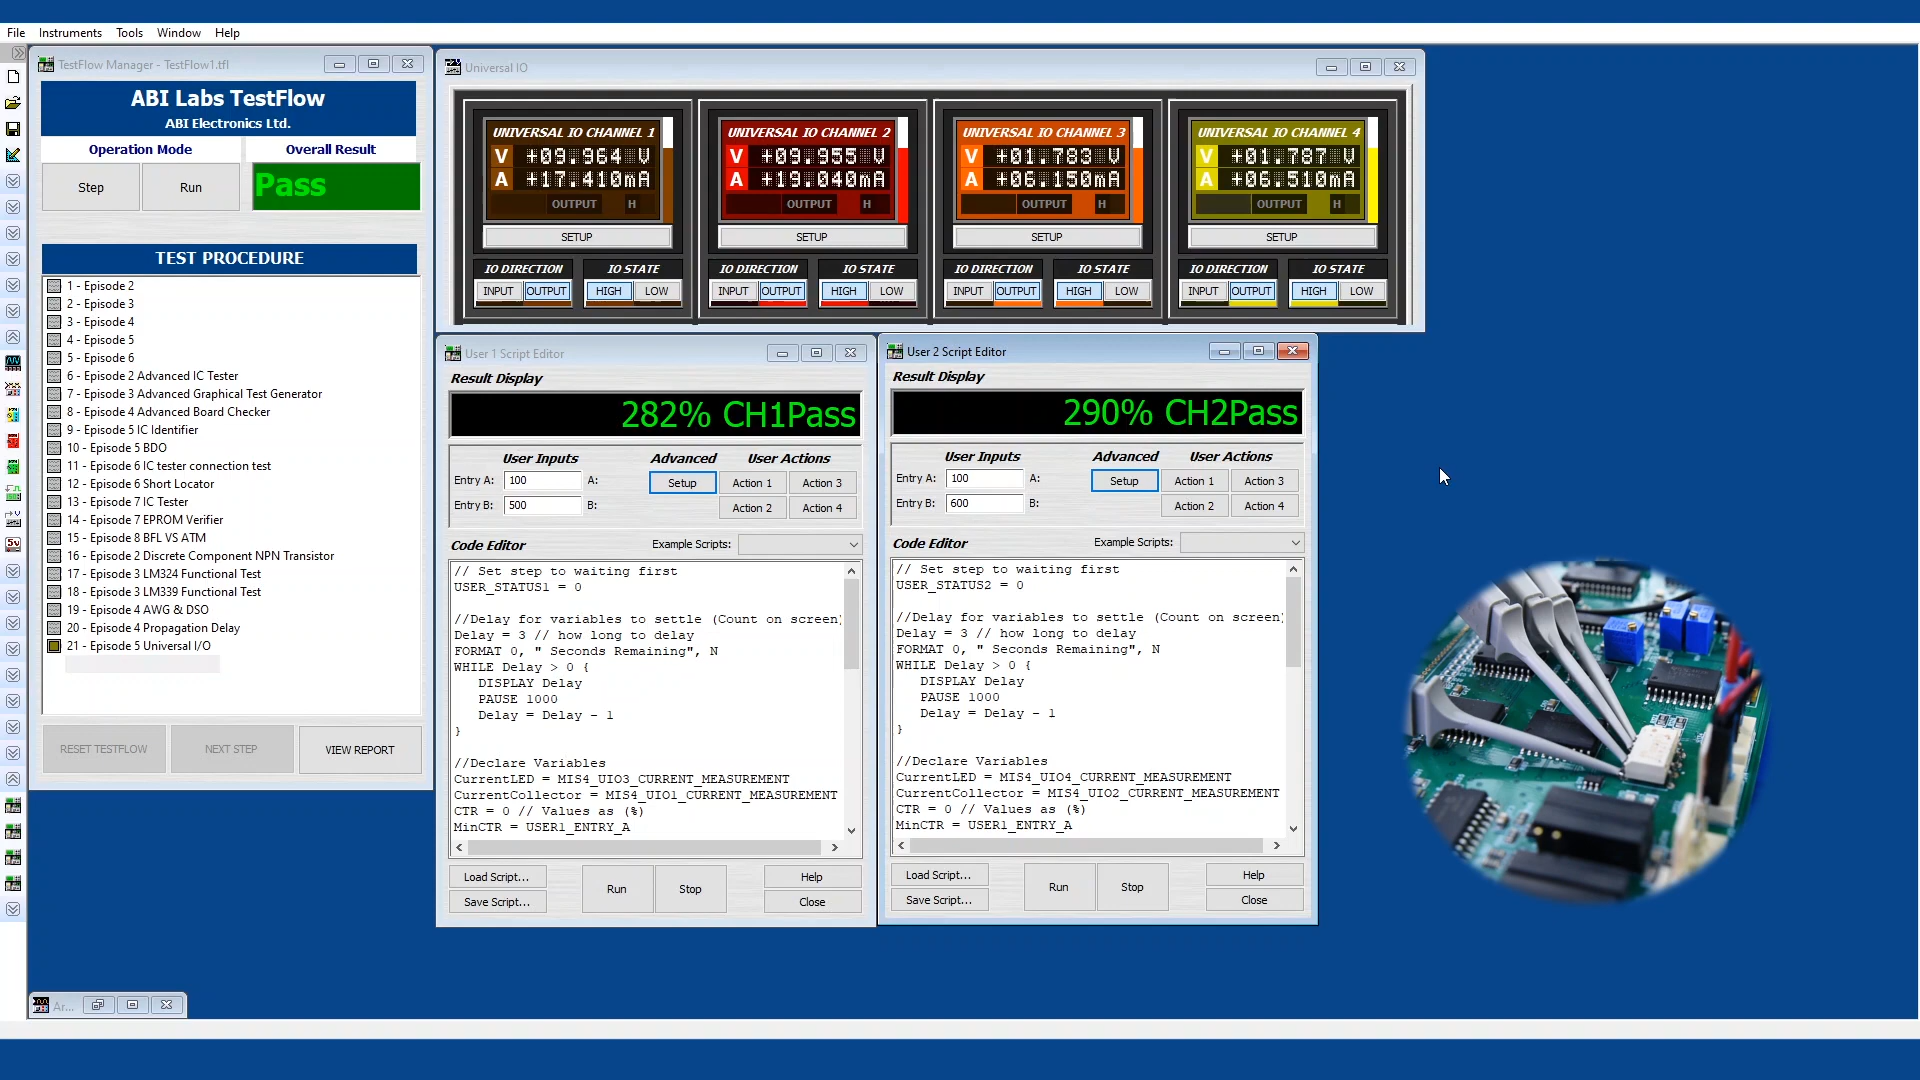 File Instruments Tools Window Help
TestFlow Manager - TestFlow1.tfl
ABI Labs TestFlow
ABI Electronics Ltd.
Operation Mode
Overall Result
Step
Run
Pass
TEST PROCEDURE
1 - Episode 2
2 - Episode 3
3 - Episode 4
4 - Episode 5
5 - Episode 6
6 - Episode 2 Advanced IC Tester
7 - Episode 3 Advanced Graphical Test Generator
8 - Episode 4 Advanced Board Checker
9 - Episode 5 IC Identifier
10 - Episode 5 BDO
11 - Episode 6 IC tester connection test
12 - Episode 6 Short Locator
13 - Episode 7 IC Tester
14 - Episode 7 EPROM Verifier
15 - Episode 8 BFL VS ATM
16 - Episode 2 Discrete Component NPN Transistor
17 - Episode 3 LM324 Functional Test
18 - Episode 3 LM339 Functional Test
19 - Episode 4 AWG & DSO
20 - Episode 4 Propagation Delay
21 - Episode 5 Universal I/O
RESET TESTFLOW
NEXT STEP
VIEW REPORT
Ar...
5v
Universal IO
UNIVERSAL IO CHANNEL 1
V +09.964 V
A +17.410mA
OUTPUT H
SETUP
IO DIRECTION
IO STATE
INPUT OUTPUT
HIGH LOW
UNIVERSAL IO CHANNEL 2
V +09.955 V
A +19.040mA
OUTPUT H
SETUP
IO DIRECTION
IO STATE
INPUT OUTPUT
HIGH LOW
UNIVERSAL IO CHANNEL 3
V +01.783 V
A +06.150mA
OUTPUT H
SETUP
IO DIRECTION
IO STATE
INPUT OUTPUT
HIGH LOW
UNIVERSAL IO CHANNEL 4
V +01.787 V
A +06.510mA
OUTPUT H
SETUP
IO DIRECTION
IO STATE
INPUT OUTPUT
HIGH LOW
User 1 Script Editor
Result Display
282% CH1Pass
User Inputs
Advanced
User Actions
Entry A: 100 A:
Setup
Action 1
Action 3
Entry B: 500 B:
Action 2
Action 4
Code Editor
Example Scripts:
// Set step to waiting first
USER_STATUS1 = 0
//Delay for variables to settle (Count on screen)
Delay = 3 // how long to delay
FORMAT 0, " Seconds Remaining", N
WHILE Delay > 0 {
DISPLAY Delay
PAUSE 1000
Delay = Delay - 1
}
//Declare Variables
CurrentLED = MIS4_UIO3_CURRENT_MEASUREMENT
CurrentCollector = MIS4_UIO1_CURRENT_MEASUREMENT
CTR = 0 // Values as (%)
MinCTR = USER1_ENTRY_A
Load Script...
Save Script...
Run
Stop
Help
Close
User 2 Script Editor
Result Display
290% CH2Pass
User Inputs
Advanced
User Actions
Entry A: 100 A:
Setup
Action 1
Action 3
Entry B: 600 B:
Action 2
Action 4
Code Editor
Example Scripts:
// Set step to waiting first
USER_STATUS2 = 0
//Delay for variables to settle (Count on screen)
Delay = 3 // how long to delay
FORMAT 0, " Seconds Remaining", N
WHILE Delay > 0 {
DISPLAY Delay
PAUSE 1000
Delay = Delay - 1
}
//Declare Variables
CurrentLED = MIS4_UIO4_CURRENT_MEASUREMENT
CurrentCollector = MIS4_UIO2_CURRENT_MEASUREMENT
CTR = 0 // Values as (%)
MinCTR = USER1_ENTRY_A
Load Script...
Save Script...
Run
Stop
Help
Close